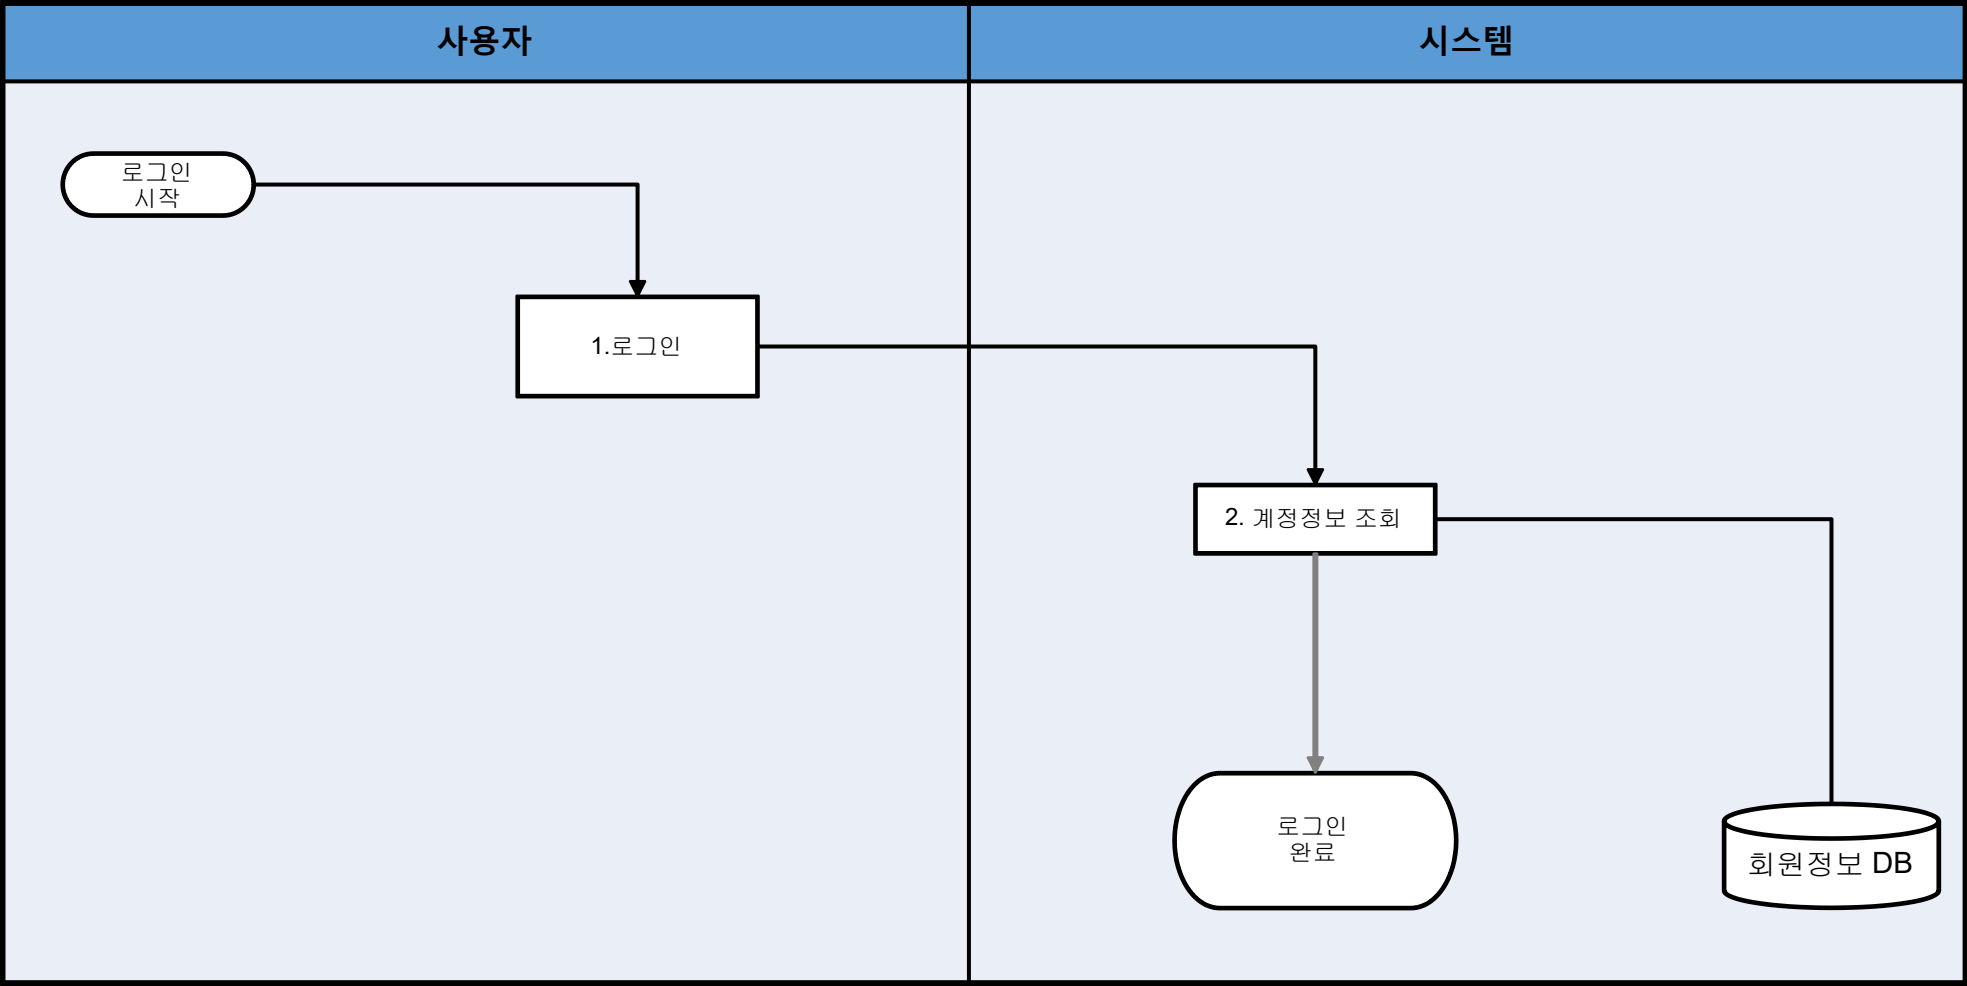 사용자
시스템
로그인
시작
1.로그인
2. 계정정보 조회
로그인
완료
회원정보 DB